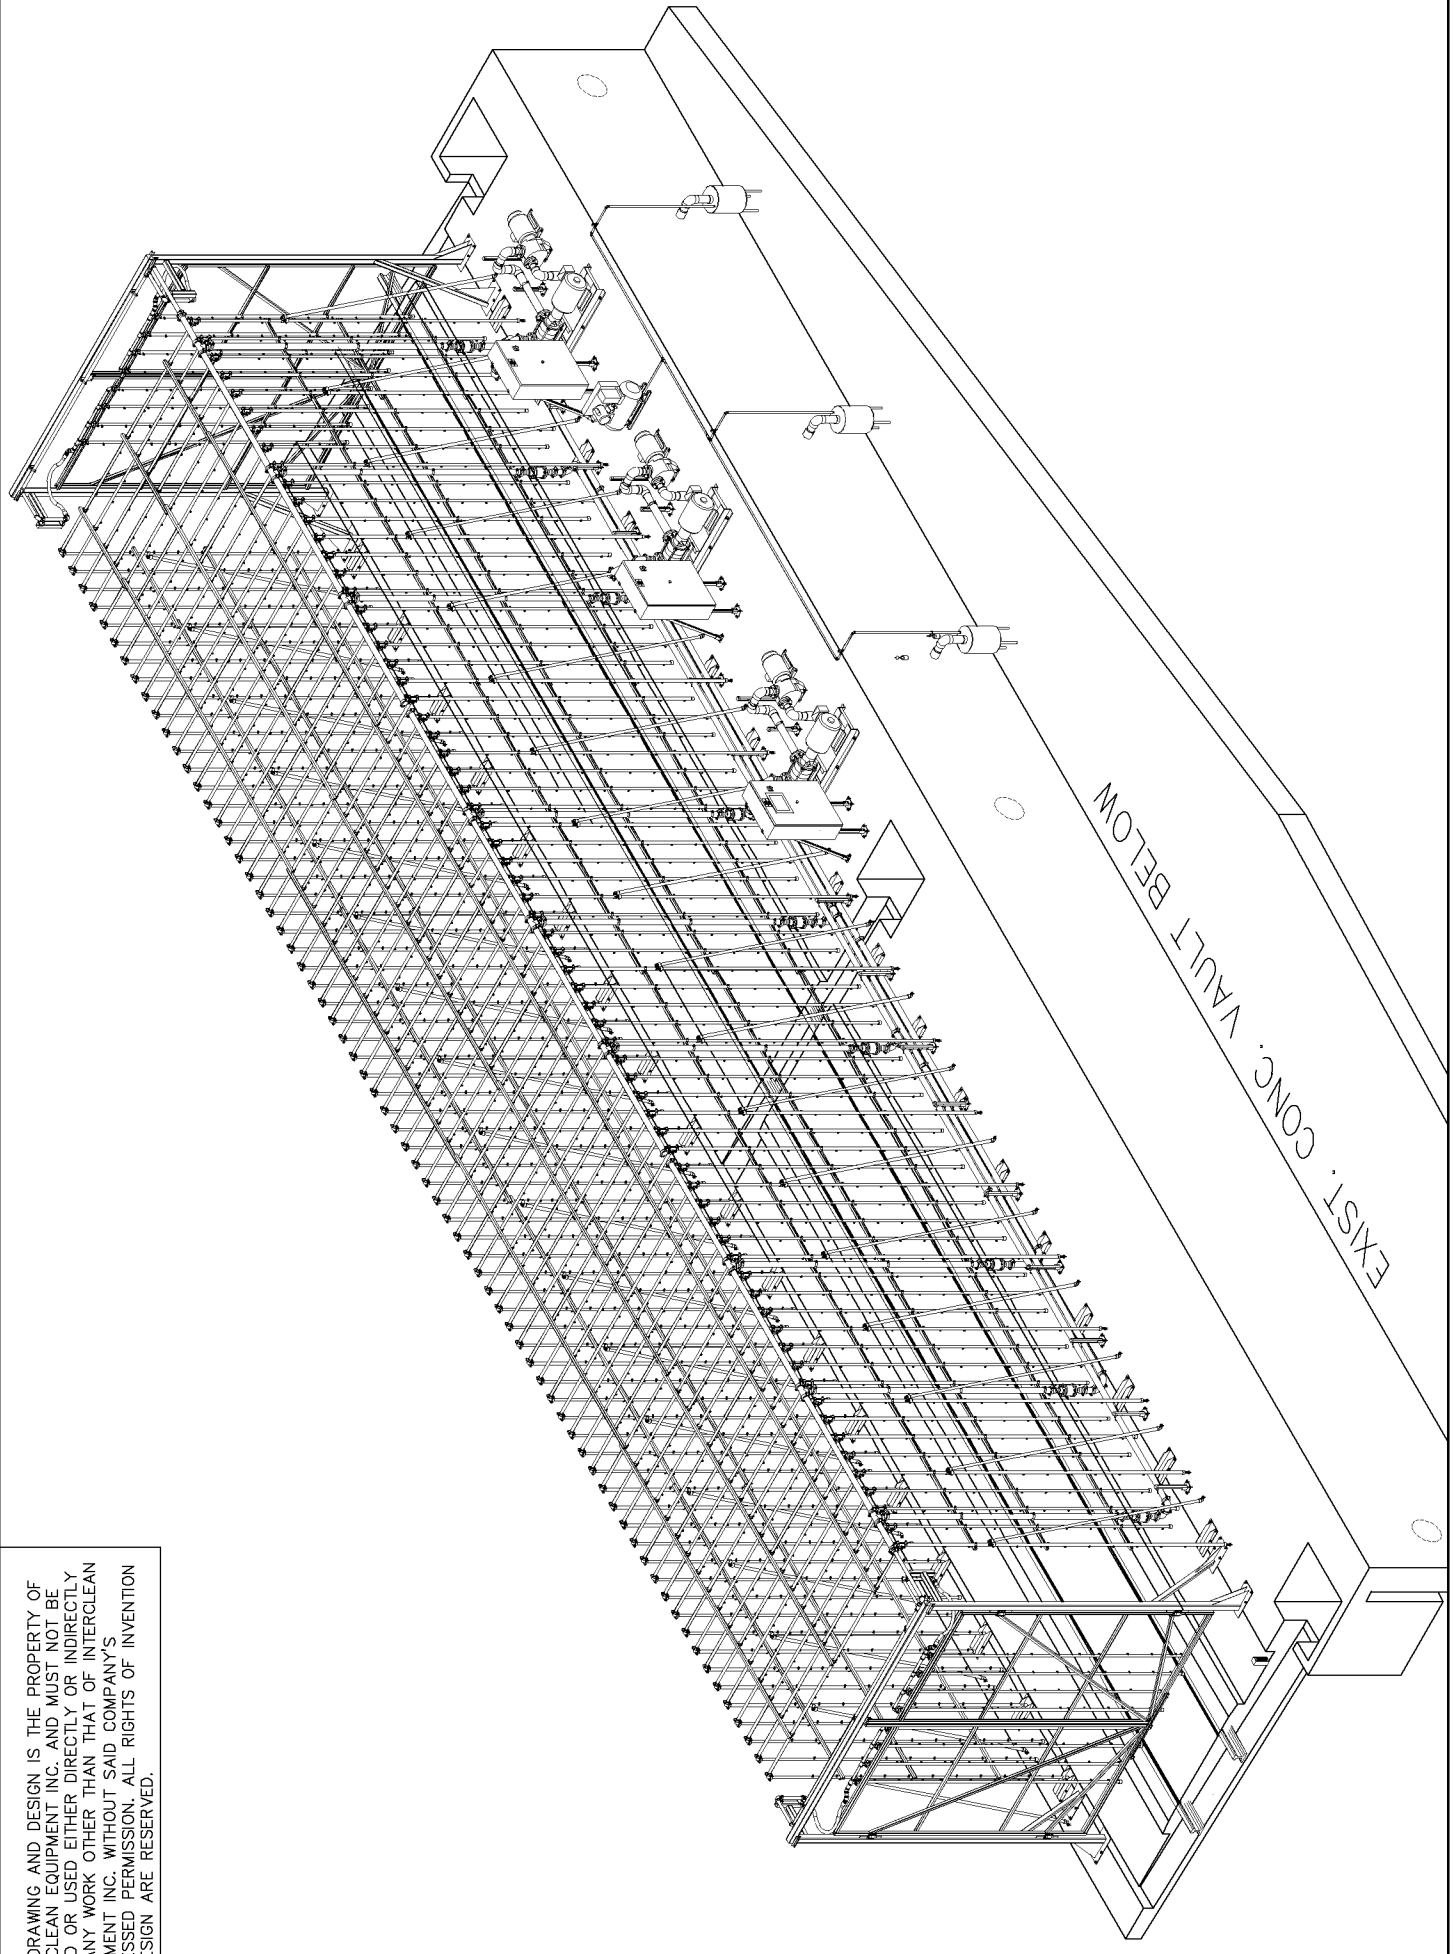 DRAWING AND DESIGN IS THE PROPERTY OF
CLEAN EQUIPMENT INC. AND MUST NOT BE
OR USED EITHER DIRECTLY OR INDIRECTLY
ANY WORK OTHER THAN THAT OF INTERCLEAN
MENT INC. WITHOUT SAID COMPANY'S
SSED PERMISSION. ALL RIGHTS OF INVENTION
SIGN ARE RESERVED.
EXIST. CONC. VAULT BELOW